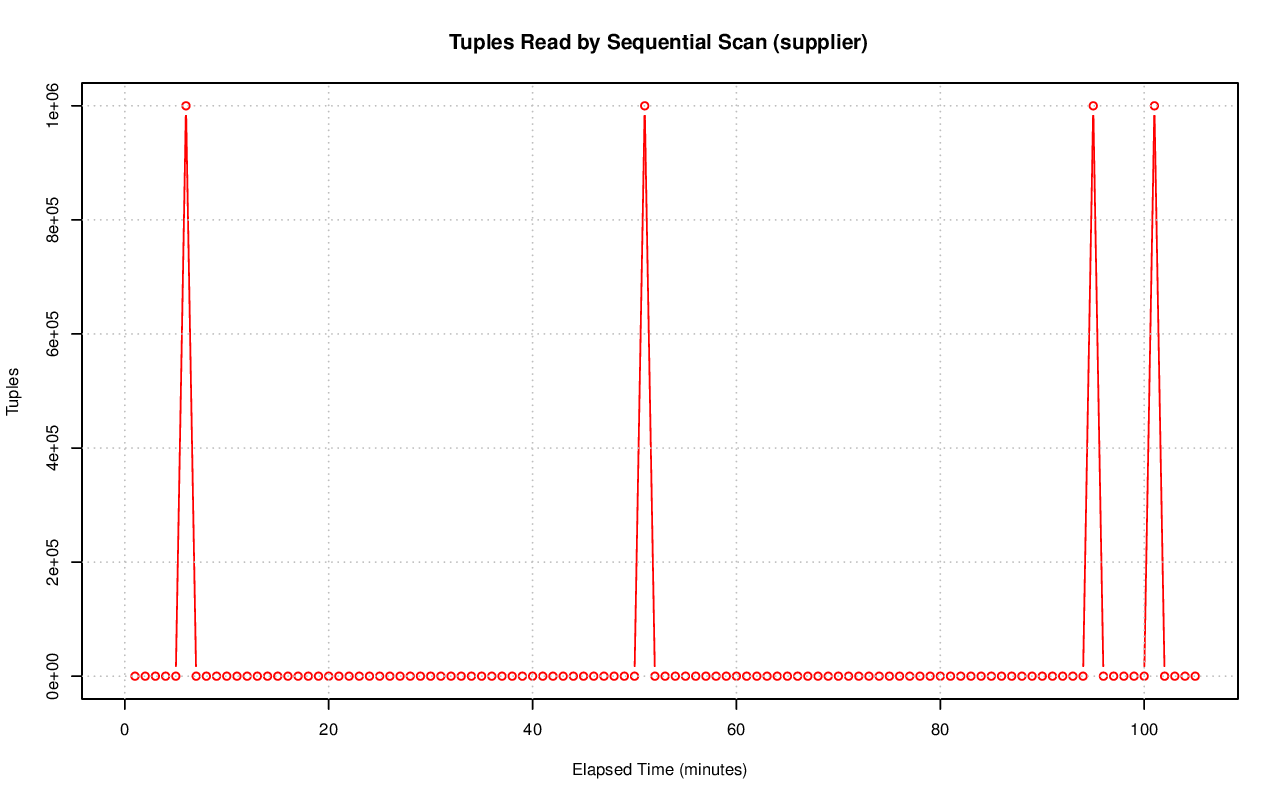 Tuples Read by Sequential Scan (supplier)
1e+06
8e+05
6e+05
4e+05
2e+05
0e+00
Tuples
0 20 40 60 80 100
Elapsed Time (minutes)